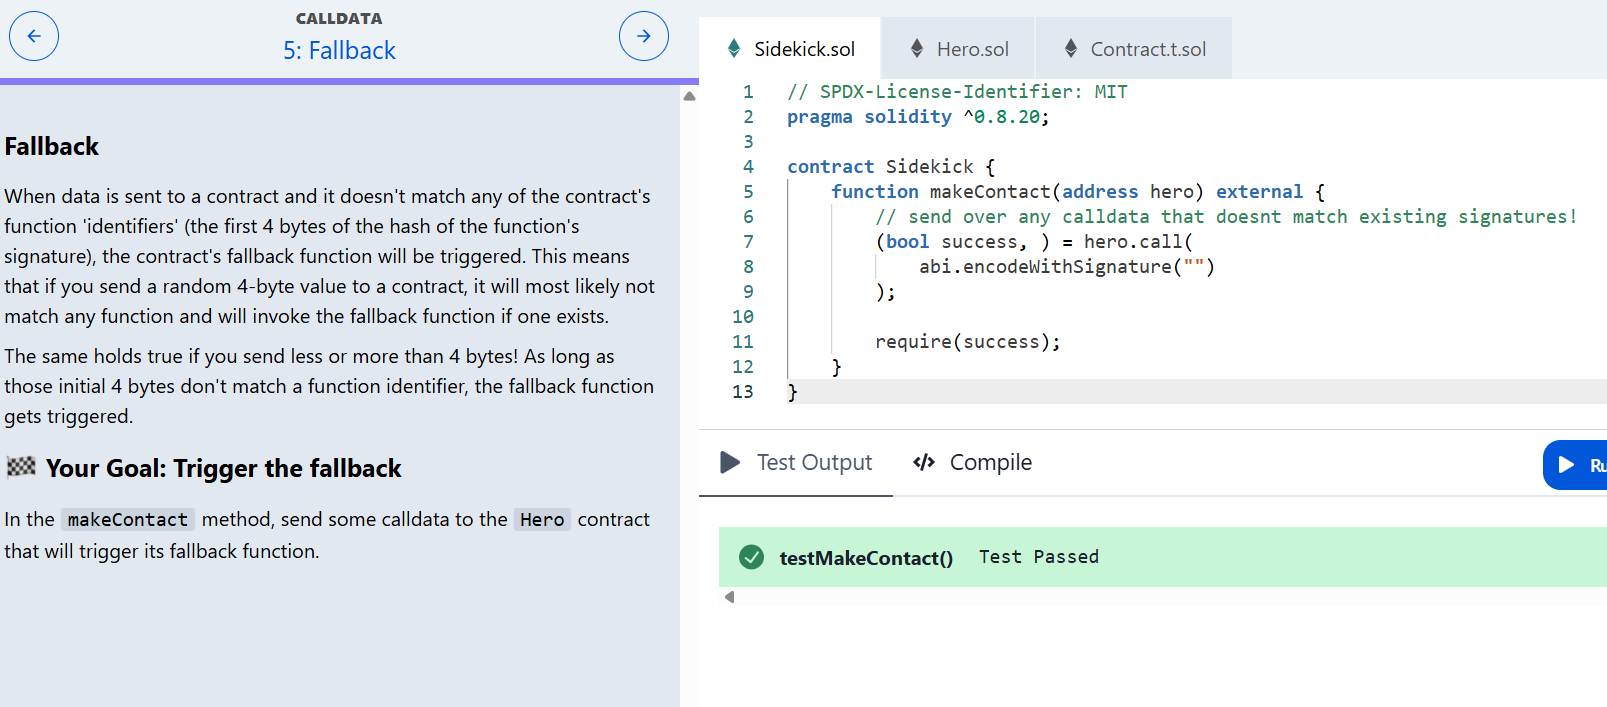 CALLDATA
5: Fallback
Fallback
When data is sent to a contract and it doesn't match any of the contract's
function 'identifiers' (the first 4 bytes of the hash of the function's
signature), the contract's fallback function will be triggered. This means
that if you send a random 4-byte value to a contract, it will most likely not
match any function and will invoke the fallback function if one exists.
The same holds true if you send less or more than 4 bytes! As long as
those initial 4 bytes don't match a function identifier, the fallback function
gets triggered.
Your Goal: Trigger the fallback
In the makeContact method, send some calldata to the Hero contract
that will trigger its fallback function.
Sidekick.sol Hero.sol Contract.t.sol
1 // SPDX-License-Identifier: MIT
2 pragma solidity ^0.8.20;
3
4 contract Sidekick {
5 function makeContact(address hero) external {
6 // send over any calldata that doesnt match existing signatures!
7 (bool success, ) = hero.call(
8 abi.encodeWithSignature("")
9 );
10
11 require(success);
12 }
13 }
Test Output </> Compile
Ru
testMakeContact() Test Passed